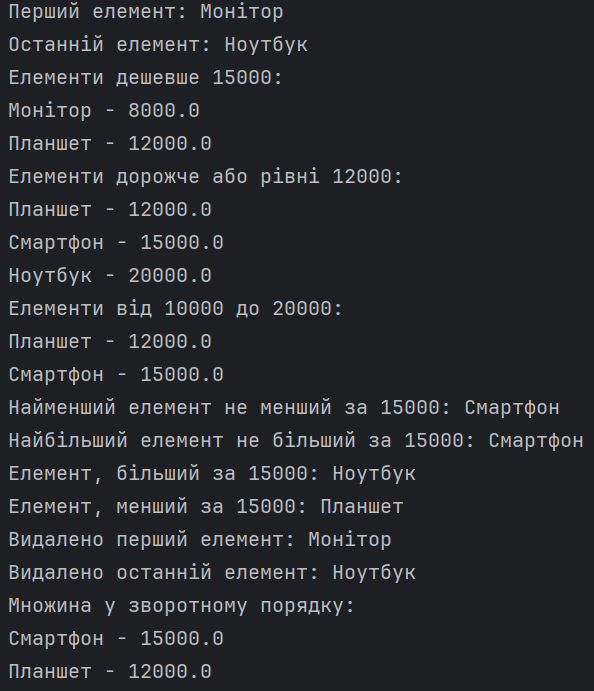 Перший елемент: Монітор
Останній елемент: Ноутбук
Елементи дешевше 15000:
Монітор - 8000.0
Планшет - 12000.0
Елементи дорожче або рівні 12000:
Планшет - 12000.0
Смартфон - 15000.0
Ноутбук - 20000.0
Елементи від 10000 до 20000:
Планшет - 12000.0
Смартфон - 15000.0
Найменший елемент не менший за 15000: Смартфон
Найбільший елемент не більший за 15000: Смартфон
Елемент, більший за 15000: Ноутбук
Елемент, менший за 15000: Планшет
Видалено перший елемент: Монітор
Видалено останній елемент: Ноутбук
Множина у зворотному порядку:
Смартфон - 15000.0
Планшет - 12000.0